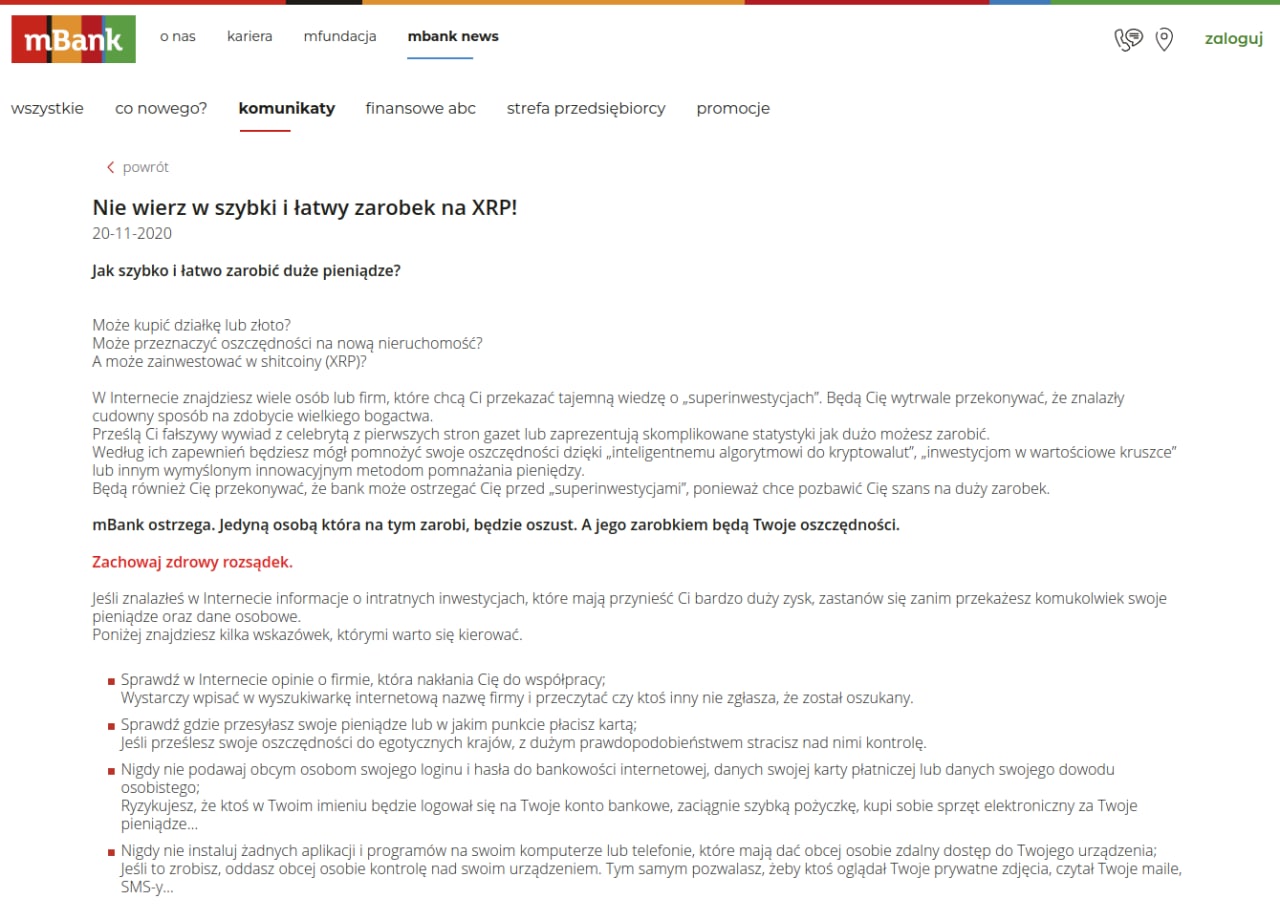 mBank
o nas kariera mfundacja mbank news
zaloguj
wszystkie co nowego? komunikaty finansowe abc strefa przedsiębiorcy promocje
powrót
Nie wierz w szybki i łatwy zarobek na XRP!
20-11-2020
Jak szybko i łatwo zarobić duże pieniądze?
Może kupić działkę lub złoto?
Może przeznaczyć oszczędności na nową nieruchomość?
A może zainwestować w shitcoiny (XRP)?
W Internecie znajdziesz wiele osób lub firm, które chcą Ci przekazać tajemną wiedzę o „superinwestycjach”. Będą Cię wytrwale przekonywać, że znalazły
cudowny sposób na zdobycie wielkiego bogactwa.
Prześlą Ci fałszywy wywiad z celebrytą z pierwszych stron gazet lub zaprezentują skomplikowane statystyki jak dużo możesz zarobić.
Według ich zapewnień będziesz mógł pomnożyć swoje oszczędności dzięki „inteligentnemu algorytmowi do kryptowalut”, „inwestycjom w wartościowe kruszce”
lub innym wymyślonym innowacyjnym metodom pomnażania pieniędzy.
Będą również Cię przekonywać, że bank może ostrzegać Cię przed „superinwestycjami”, ponieważ chce pozbawić Cię szans na duży zarobek.
mBank ostrzega. Jedyną osobą która na tym zarobi, będzie oszust. A jego zarobkiem będą Twoje oszczędności.
Zachowaj zdrowy rozsądek.
Jeśli znalazłeś w Internecie informacje o intratnych inwestycjach, które mają przynieść Ci bardzo duży zysk, zastanów się zanim przekażesz komukolwiek swoje
pieniądze oraz dane osobowe.
Poniżej znajdziesz kilka wskazówek, którymi warto się kierować.
Sprawdź w Internecie opinie o firmie, która nakłania Cię do współpracy;
Wystarczy wpisać w wyszukiwarkę internetową nazwę firmy i przeczytać czy ktoś inny nie zgłasza, że został oszukany.
Sprawdź gdzie przesyłasz swoje pieniądze lub w jakim punkcie płacisz kartą;
Jeśli prześlesz swoje oszczędności do egotycznych krajów, z dużym prawdopodobieństwem stracisz nad nimi kontrolę.
Nigdy nie podawaj obcym osobom swojego loginu i hasła do bankowości internetowej, danych swojej karty płatniczej lub danych swojego dowodu
osobistego;
Ryzykujesz, że ktoś w Twoim imieniu będzie logował się na Twoje konto bankowe, zaciągnie szybką pożyczkę, kupi sobie sprzęt elektroniczny za Twoje
pieniądze...
Nigdy nie instaluj żadnych aplikacji i programów na swoim komputerze lub telefonie, które mają dać obcej osobie zdalny dostęp do Twojego urządzenia;
Jeśli to zrobisz, oddasz obcej osobie kontrolę nad swoim urządzeniem. Tym samym pozwalasz, żeby ktoś oglądał Twoje prywatne zdjęcia, czytał Twoje maile,
SMS-y...